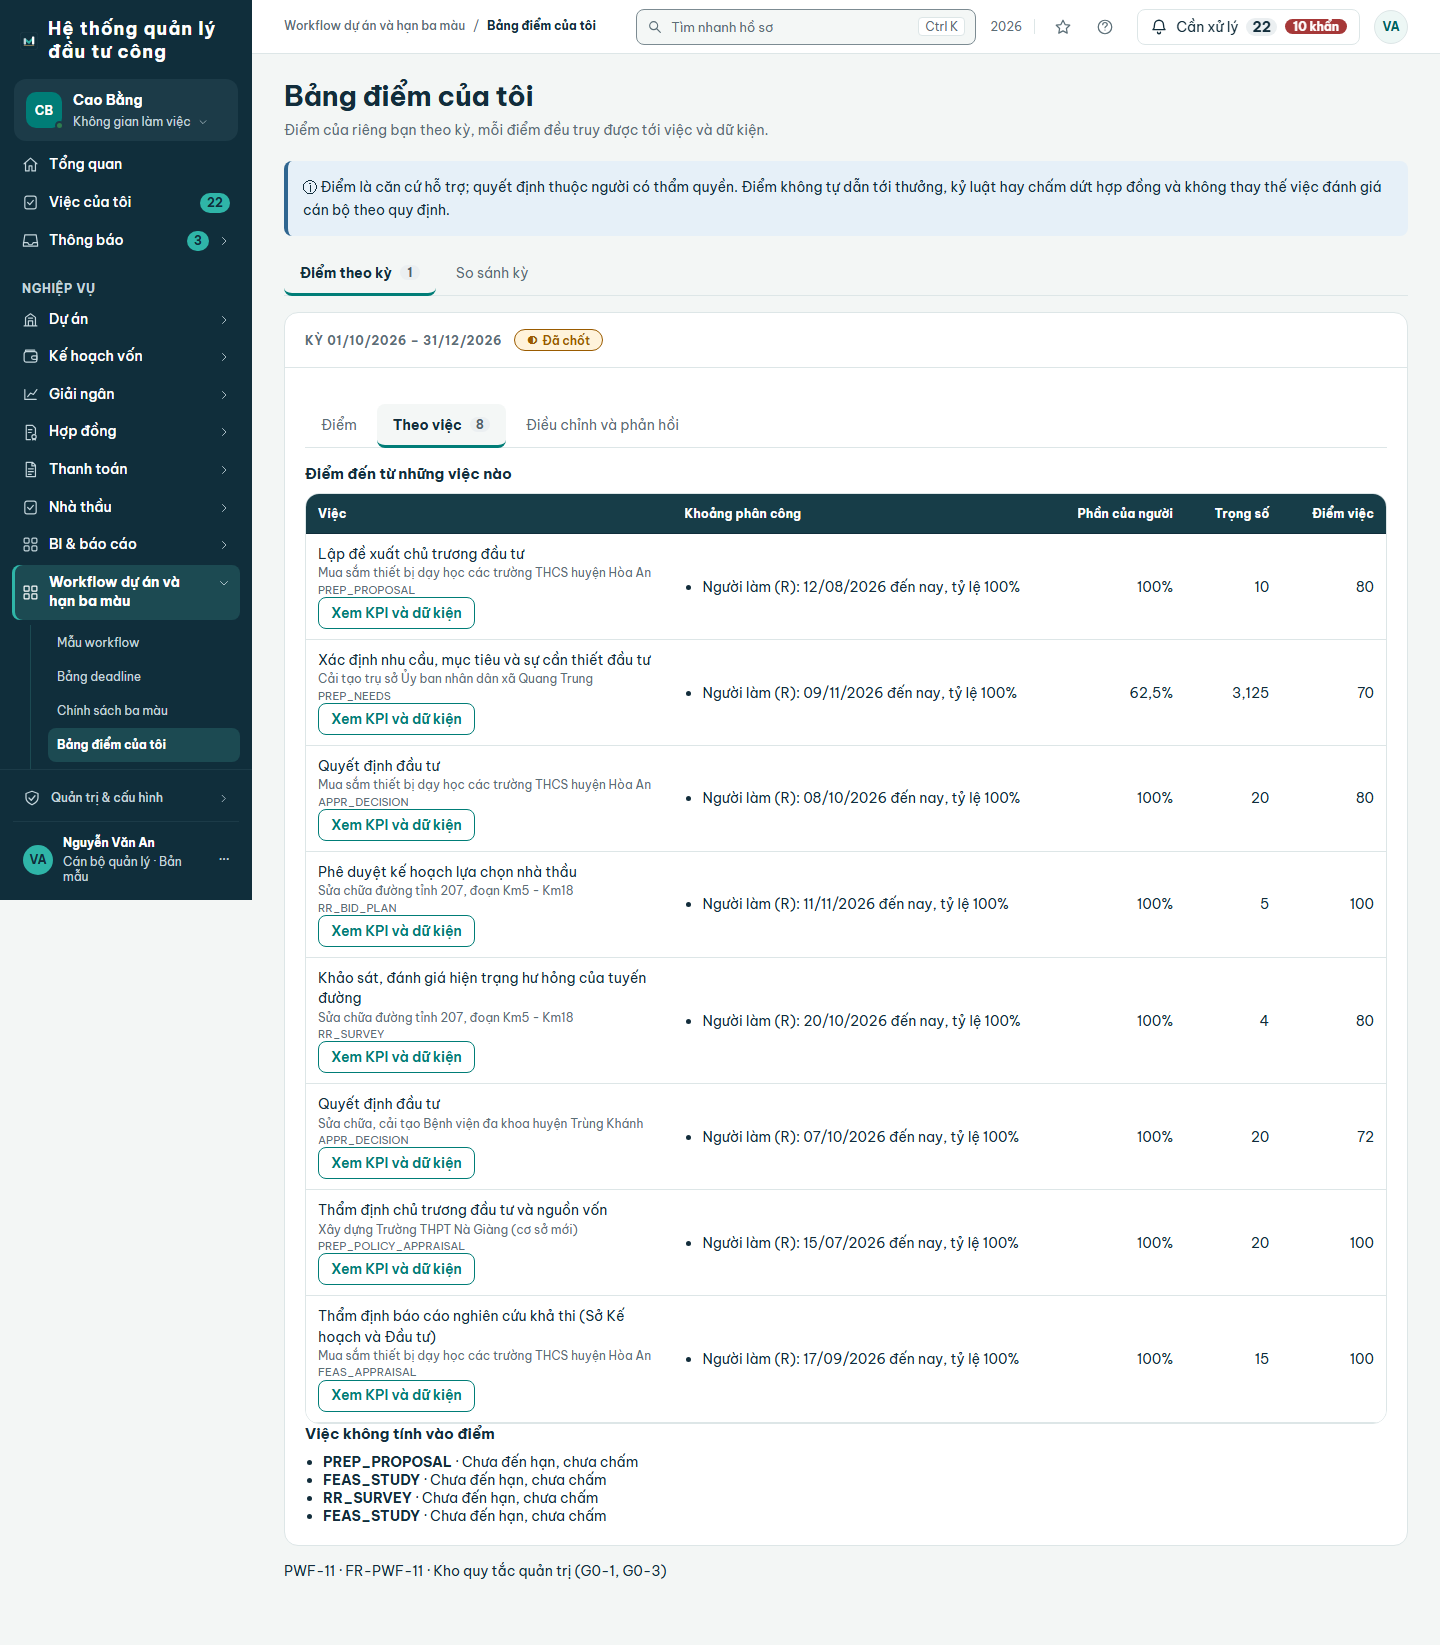 Hệ thống quản lý
đầu tư công
CB
Cao Bằng
Không gian làm việc
Tổng quan
Việc của tôi 22
Thông báo 3
NGHIỆP VỤ
Dự án
Kế hoạch vốn
Giải ngân
Hợp đồng
Thanh toán
Nhà thầu
BI & báo cáo
Workflow dự án và
hạn ba màu
Mẫu workflow
Bảng deadline
Chính sách ba màu
Bảng điểm của tôi
Quản trị & cấu hình
VA
Nguyễn Văn An
Cán bộ quản lý · Bản
mẫu
Workflow dự án và hạn ba màu / Bảng điểm của tôi
Tìm nhanh hồ sơ Ctrl K
2026
Cần xử lý 22 10 khẩn
VA
Bảng điểm của tôi
Điểm của riêng bạn theo kỳ, mỗi điểm đều truy được tới việc và dữ kiện.
Điểm là căn cứ hỗ trợ; quyết định thuộc người có thẩm quyền. Điểm không tự dẫn tới thưởng, kỷ luật hay chấm dứt hợp đồng và không thay thế việc đánh giá
cán bộ theo quy định.
Điểm theo kỳ 1 So sánh kỳ
KỲ 01/10/2026 – 31/12/2026 Đã chốt
Điểm Theo việc 8 Điều chỉnh và phản hồi
Điểm đến từ những việc nào
Việc Khoảng phân công Phần của người Trọng số Điểm việc
Lập đề xuất chủ trương đầu tư
Mua sắm thiết bị dạy học các trường THCS huyện Hòa An
PREP_PROPOSAL
Xem KPI và dữ kiện
Người làm (R): 12/08/2026 đến nay, tỷ lệ 100% 100% 10 80
Xác định nhu cầu, mục tiêu và sự cần thiết đầu tư
Cải tạo trụ sở Ủy ban nhân dân xã Quang Trung
PREP_NEEDS
Xem KPI và dữ kiện
Người làm (R): 09/11/2026 đến nay, tỷ lệ 100% 62,5% 3,125 70
Quyết định đầu tư
Mua sắm thiết bị dạy học các trường THCS huyện Hòa An
APPR_DECISION
Xem KPI và dữ kiện
Người làm (R): 08/10/2026 đến nay, tỷ lệ 100% 100% 20 80
Phê duyệt kế hoạch lựa chọn nhà thầu
Sửa chữa đường tỉnh 207, đoạn Km5 - Km18
RR_BID_PLAN
Xem KPI và dữ kiện
Người làm (R): 11/11/2026 đến nay, tỷ lệ 100% 100% 5 100
Khảo sát, đánh giá hiện trạng hư hỏng của tuyến
đường
Sửa chữa đường tỉnh 207, đoạn Km5 - Km18
RR_SURVEY
Xem KPI và dữ kiện
Người làm (R): 20/10/2026 đến nay, tỷ lệ 100% 100% 4 80
Quyết định đầu tư
Sửa chữa, cải tạo Bệnh viện đa khoa huyện Trùng Khánh
APPR_DECISION
Xem KPI và dữ kiện
Người làm (R): 07/10/2026 đến nay, tỷ lệ 100% 100% 20 72
Thẩm định chủ trương đầu tư và nguồn vốn
Xây dựng Trường THPT Nà Giàng (cơ sở mới)
PREP_POLICY_APPRAISAL
Xem KPI và dữ kiện
Người làm (R): 15/07/2026 đến nay, tỷ lệ 100% 100% 20 100
Thẩm định báo cáo nghiên cứu khả thi (Sở Kế
hoạch và Đầu tư)
Mua sắm thiết bị dạy học các trường THCS huyện Hòa An
FEAS_APPRAISAL
Xem KPI và dữ kiện
Người làm (R): 17/09/2026 đến nay, tỷ lệ 100% 100% 15 100
Việc không tính vào điểm
PREP_PROPOSAL · Chưa đến hạn, chưa chấm
FEAS_STUDY · Chưa đến hạn, chưa chấm
RR_SURVEY · Chưa đến hạn, chưa chấm
FEAS_STUDY · Chưa đến hạn, chưa chấm
PWF-11 · FR-PWF-11 · Kho quy tắc quản trị (G0-1, G0-3)